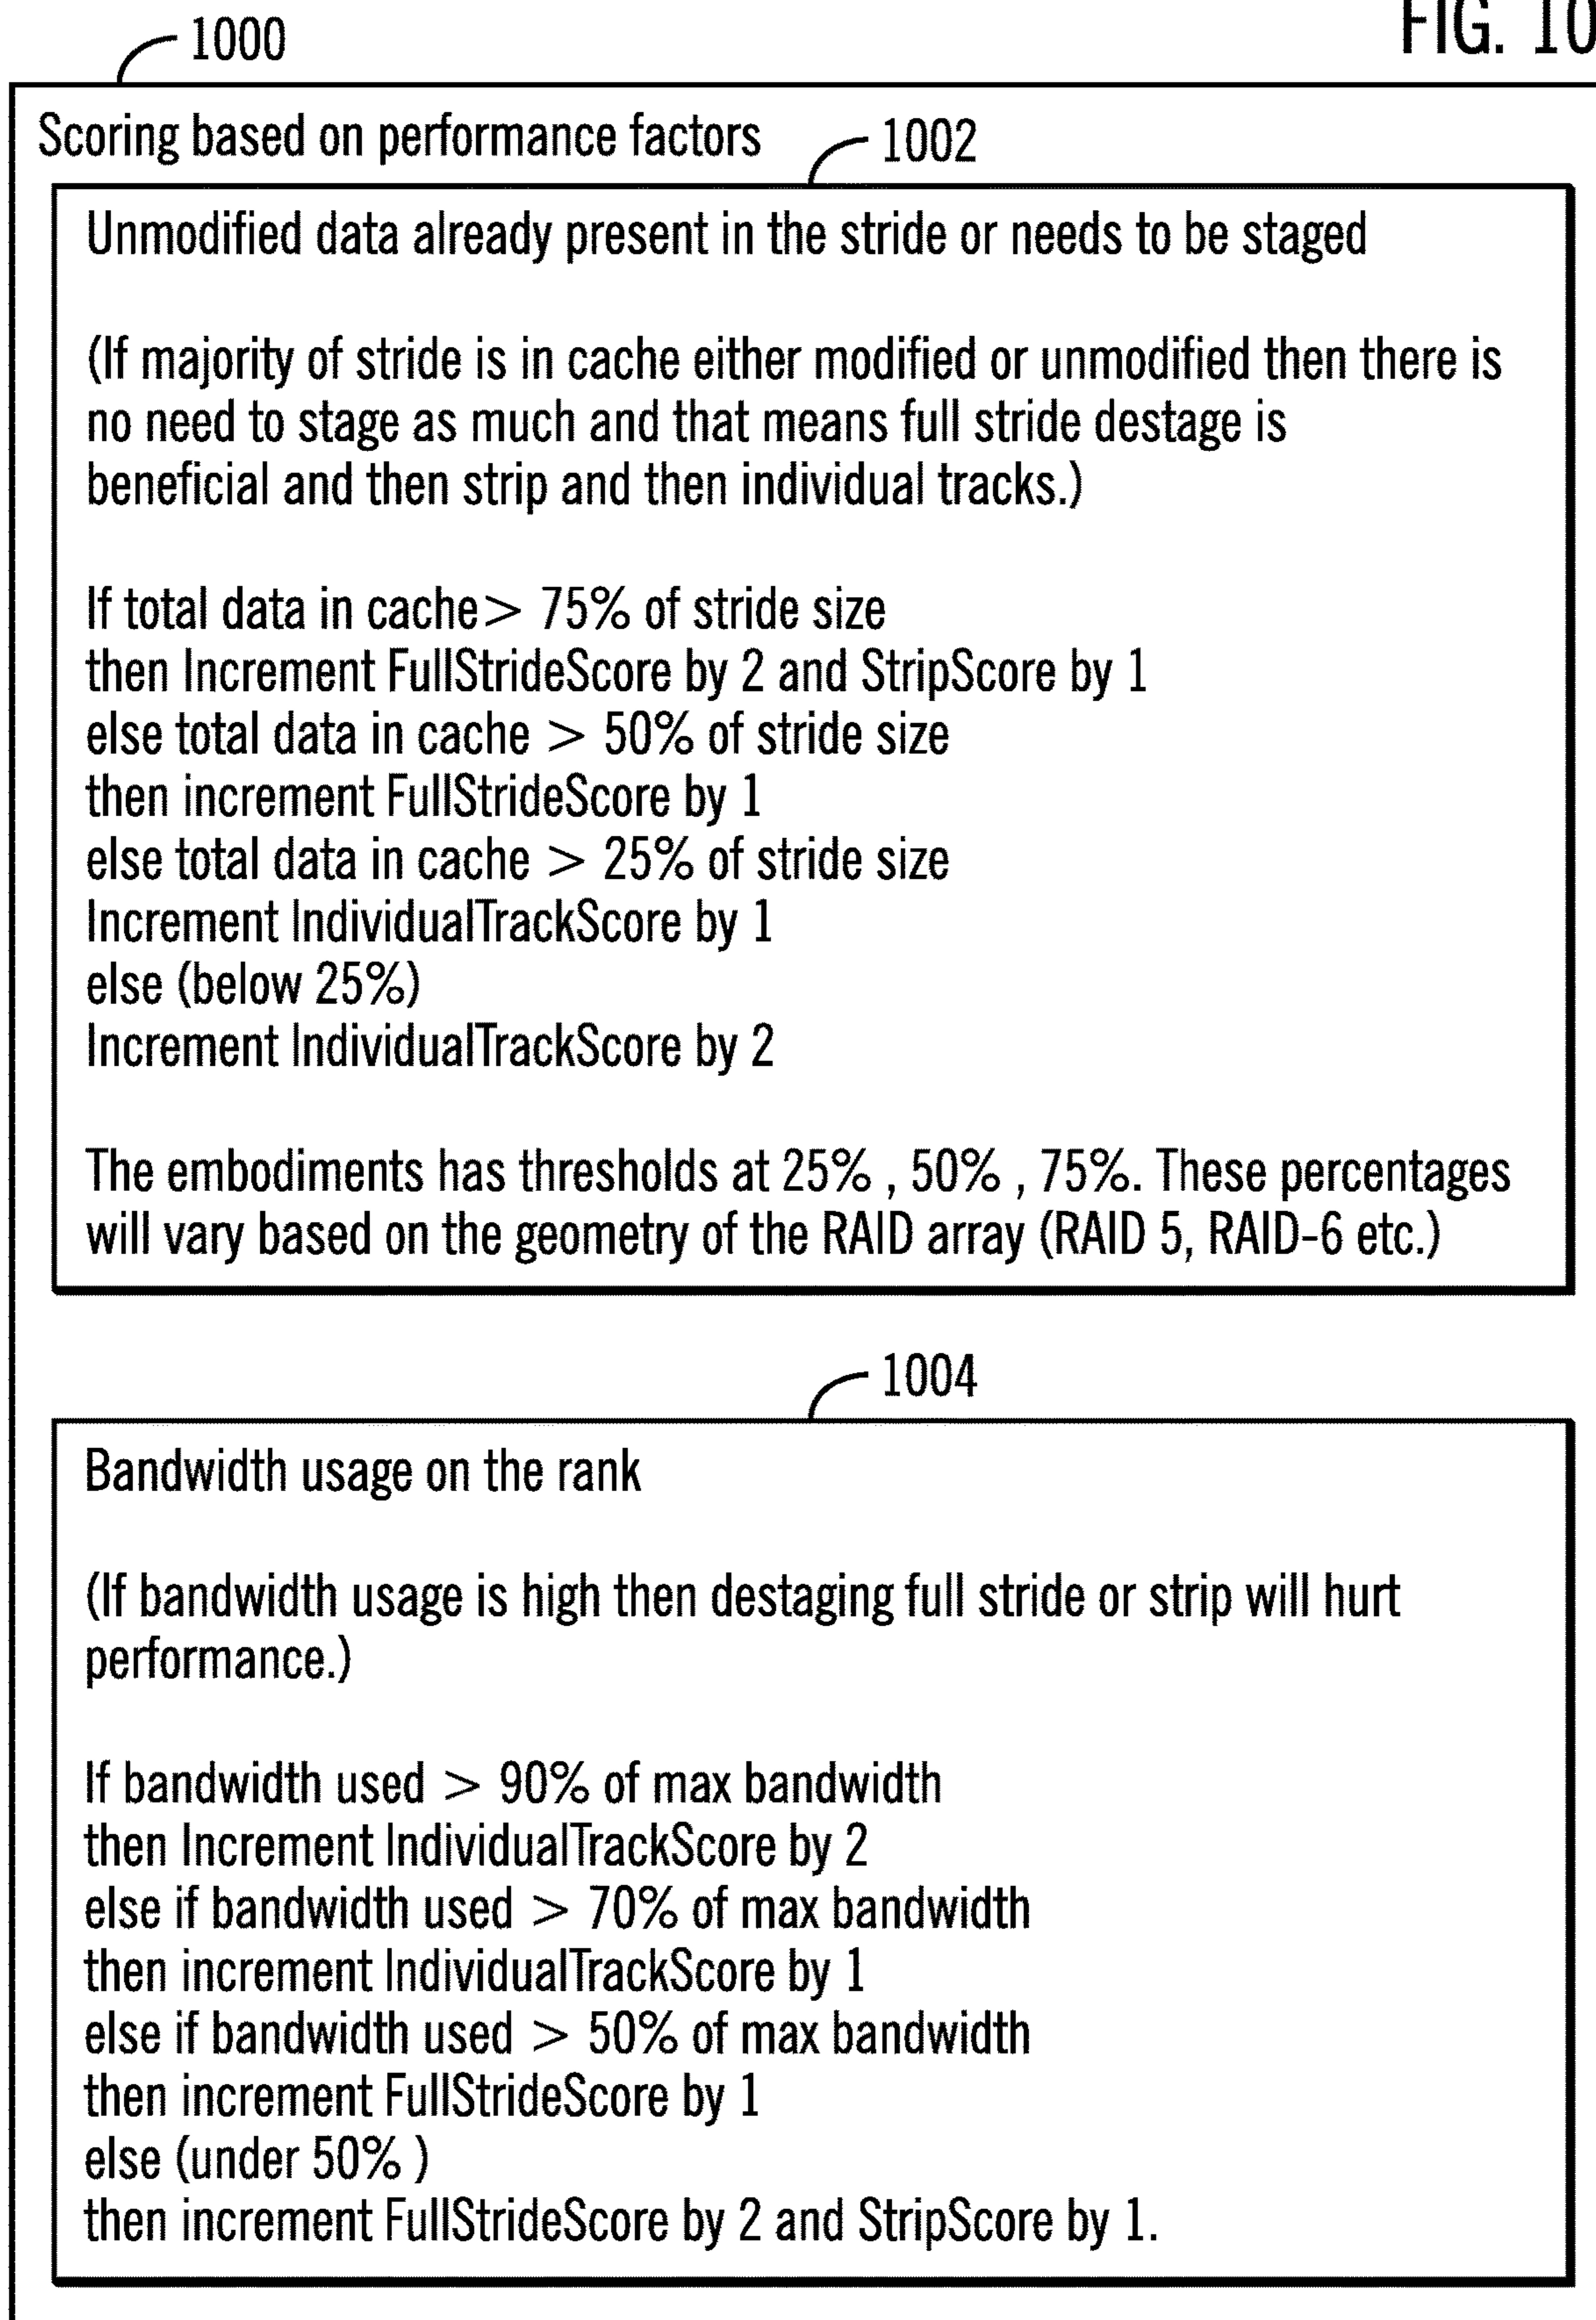 FIG. 10
1000
Scoring based on performance factors
1002
Unmodified data already present in the stride or needs to be staged
(If majority of stride is in cache either modified or unmodified then there is
no need to stage as much and that means full stride destage is
beneficial and then strip and then individual tracks.)
If total data in cache> 75% of stride size
then Increment FullStrideScore by 2 and StripScore by 1
else total data in cache > 50% of stride size
then increment FullStrideScore by 1
else total data in cache > 25% of stride size
Increment IndividualTrackScore by 1
else (below 25%)
Increment IndividualTrackScore by 2
The embodiments has thresholds at 25% , 50% , 75%. These percentages
will vary based on the geometry of the RAID array (RAID 5, RAID-6 etc.)
1004
Bandwidth usage on the rank
(If bandwidth usage is high then destaging full stride or strip will hurt
performance.)
If bandwidth used > 90% of max bandwidth
then Increment IndividualTrackScore by 2
else if bandwidth used > 70% of max bandwidth
then increment IndividualTrackScore by 1
else if bandwidth used > 50% of max bandwidth
then increment FullStrideScore by 1
else (under 50% )
then increment FullStrideScore by 2 and StripScore by 1.